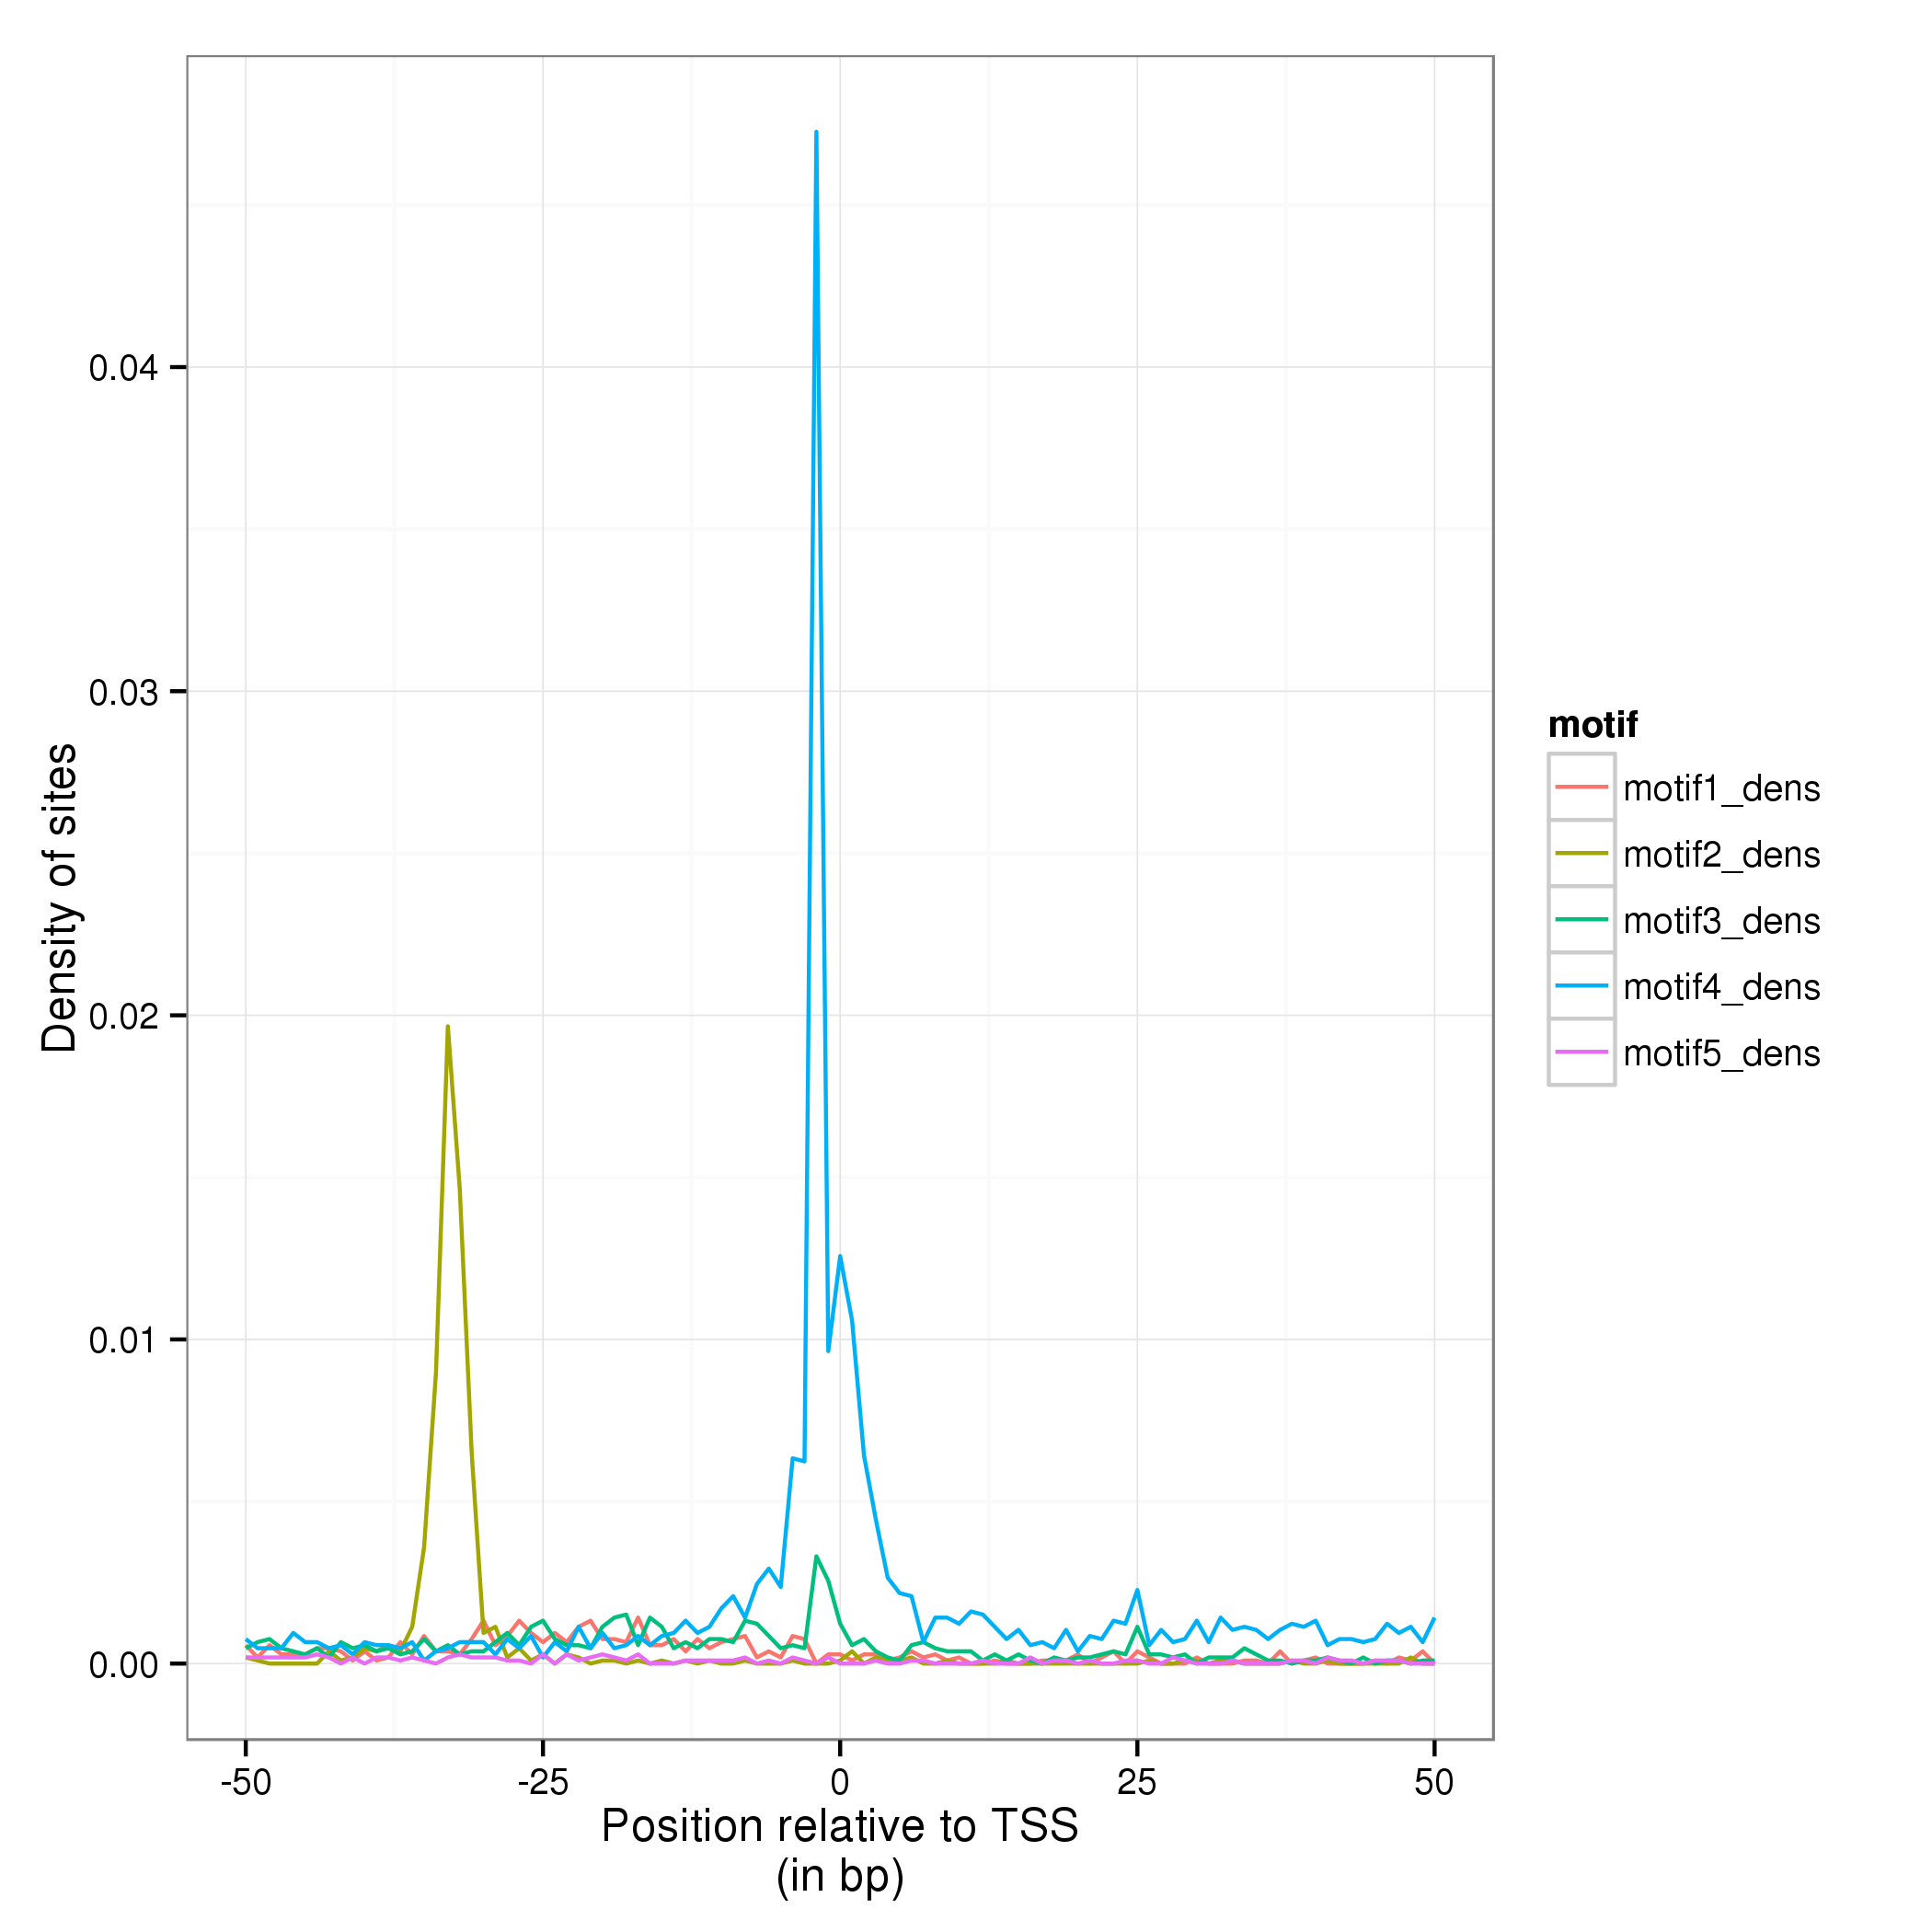 0.04
0.03
0.02
0.01
0.00
Density of sites
-50
-25
0
25
50
Position relative to TSS
(in bp)
motif
motif1_dens
motif2_dens
motif3_dens
motif4_dens
motif5_dens